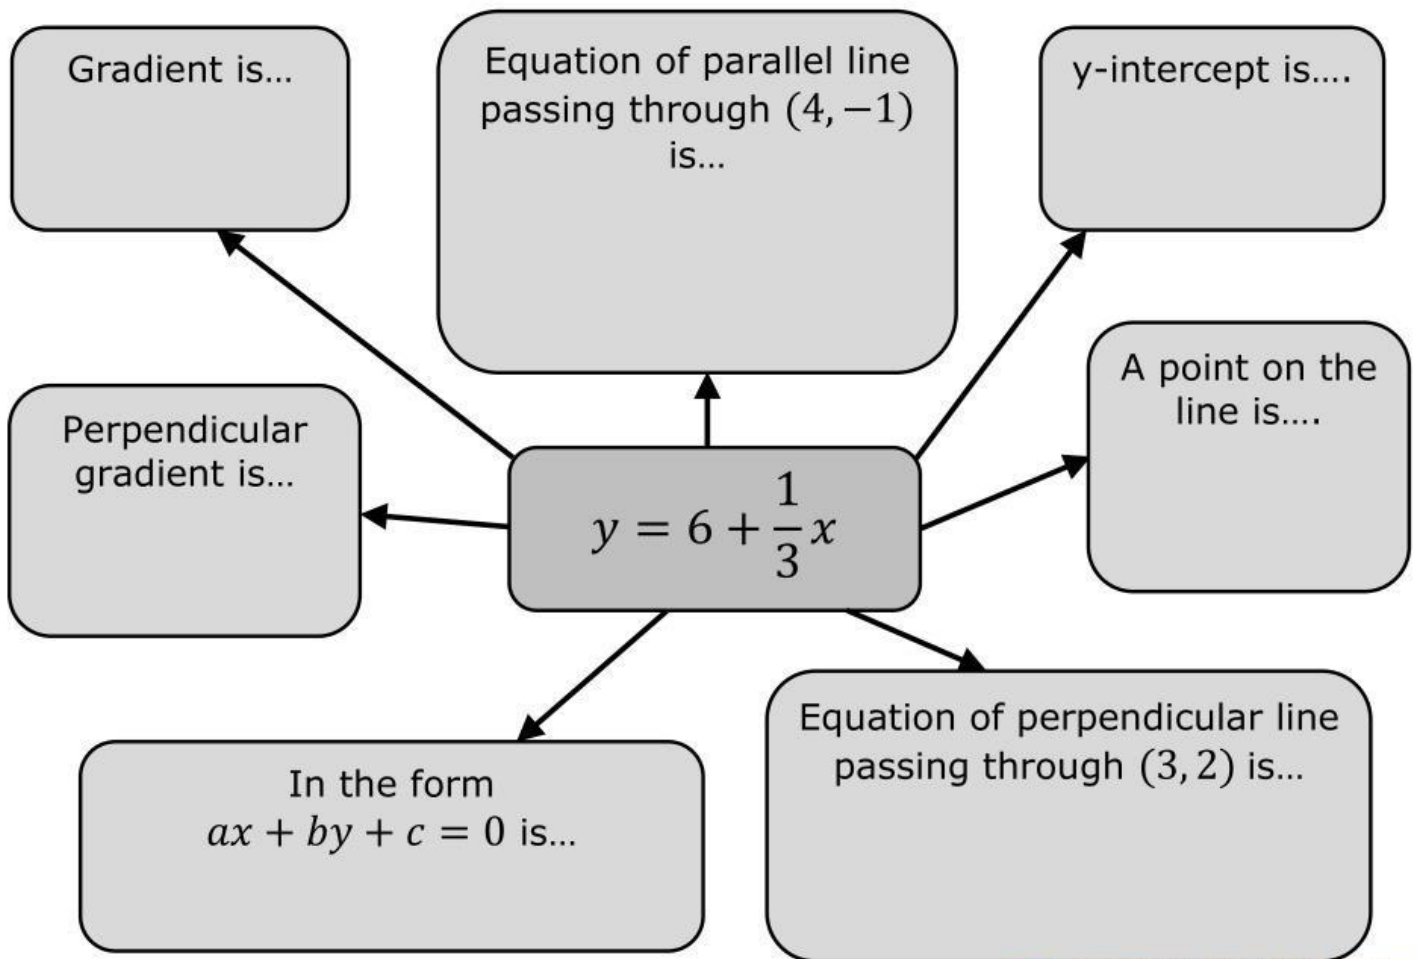 Gradient is...
Equation of parallel line
passing through (4, −1)
is...
y-intercept is....
A point on the
line is....
Perpendicular
gradient is...
y = 6 + \frac{1}{3}x
In the form
ax + by + c = 0 is...
Equation of perpendicular line
passing through (3, 2) is...